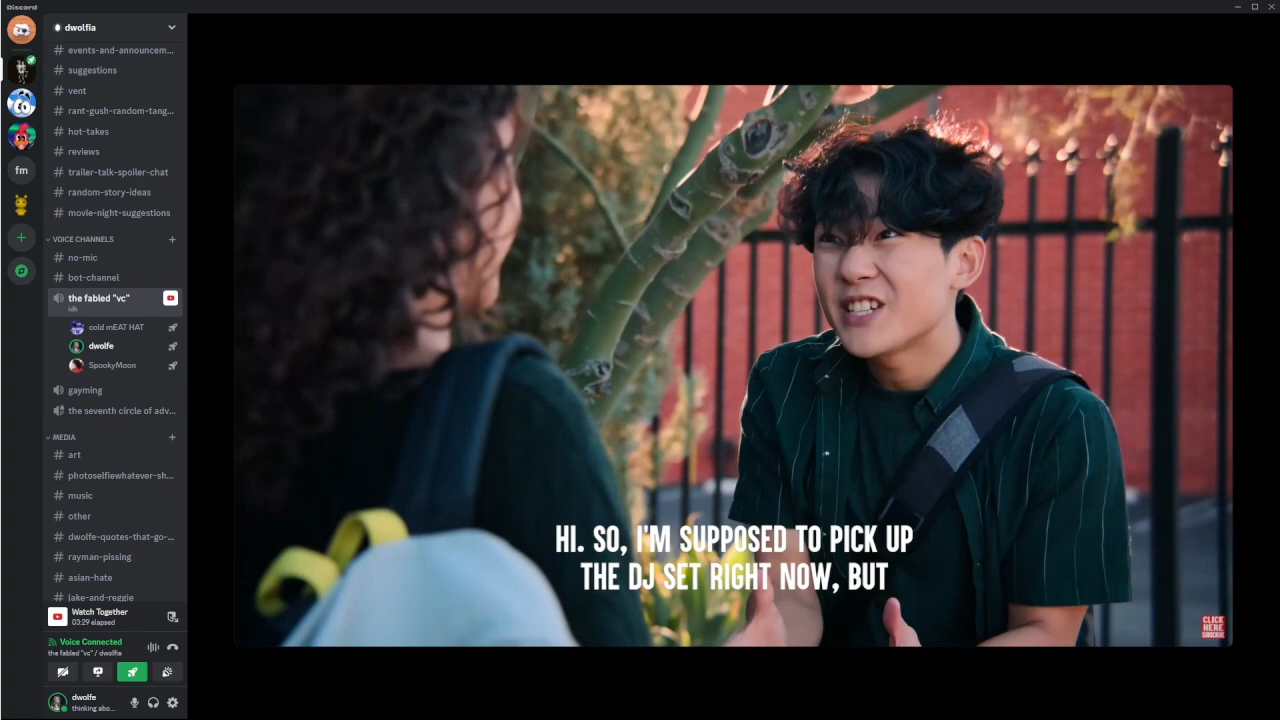 Discord
dwolfia
events-and-announcem...
suggestions
vent
rant-gush-random-tang...
hot-takes
reviews
trailer-talk-spoiler-chat
random-story-ideas
movie-night-suggestions
VOICE CHANNELS
no-mic
bot-channel
the fabled "vc"
idk
cold mEAT HAT
dwolfe
SpookyMoon
gayming
the seventh circle of adv...
MEDIA
art
photoselfiewhatever-sh...
music
other
dwolfe-quotes-that-go-...
rayman-pissing
asian-hate
jake-and-reggie
Watch Together
03:29 elapsed
Voice Connected
the fabled "vc" / dwolfia
dwolfe
thinking abo...
fm
HI. SO, I'M SUPPOSED TO PICK UP
THE DJ SET RIGHT NOW, BUT
CLICK
HERE
SUBSCRIBE